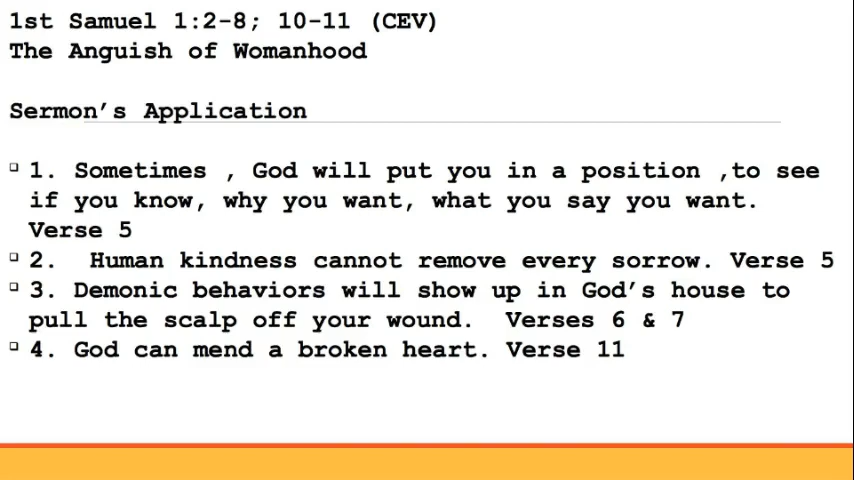 1st Samuel 1:2-8; 10-11 (CEV)
The Anguish of Womanhood
Sermon’s Application
❑ 1. Sometimes , God will put you in a position ,to see
if you know, why you want, what you say you want.
Verse 5
❑ 2.  Human kindness cannot remove every sorrow. Verse 5
❑ 3. Demonic behaviors will show up in God’s house to
pull the scalp off your wound.  Verses 6 & 7
❑ 4. God can mend a broken heart. Verse 11